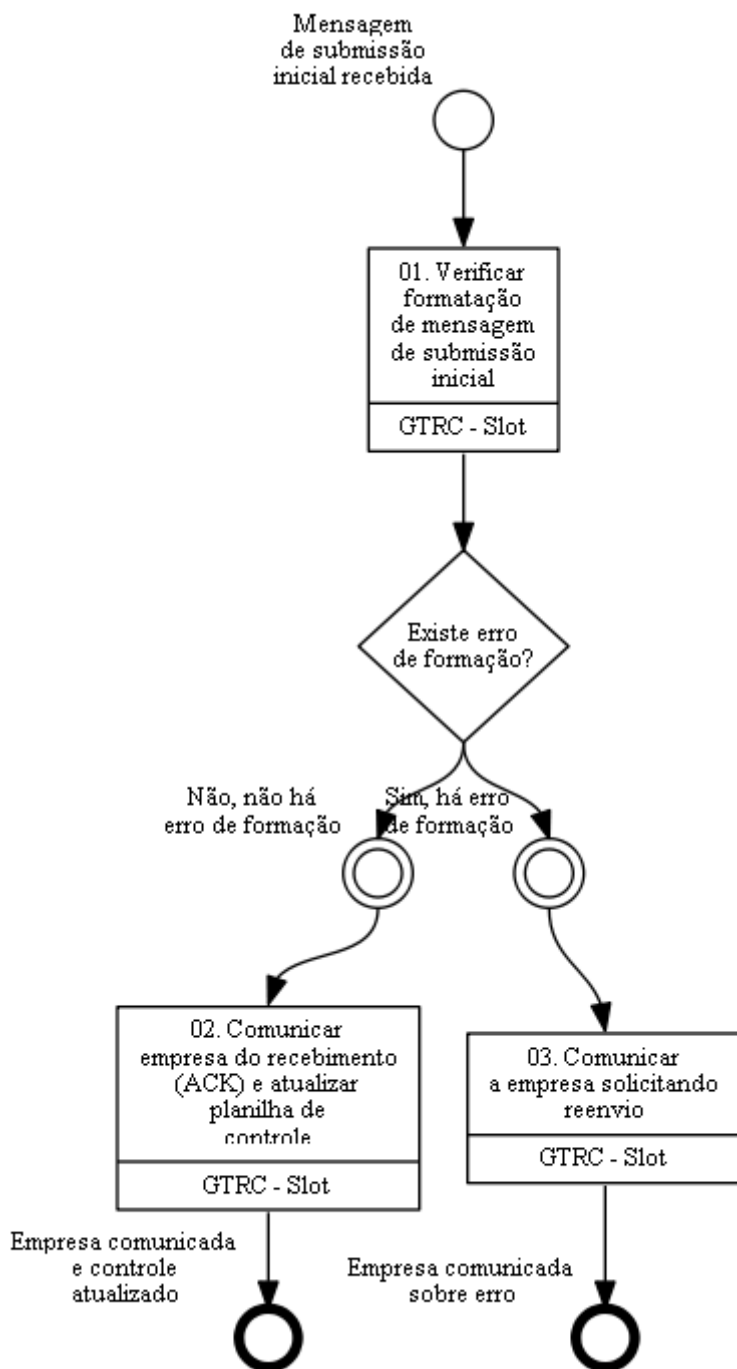 Mensagem
de submissão
inicial recebida
01. Verificar
formatação
de mensagem
de submissão
inicial
GTRC - Slot
Existe erro
de formação?
Não, não há
erro de formação
Sim, há erro
de formação
02. Comunicar
empresa do recebimento
(ACK) e atualizar
planilha de
controle
GTRC - Slot
03. Comunicar
a empresa solicitando
reenvio
GTRC - Slot
Empresa comunicada
e controle
atualizado
Empresa comunicada
sobre erro